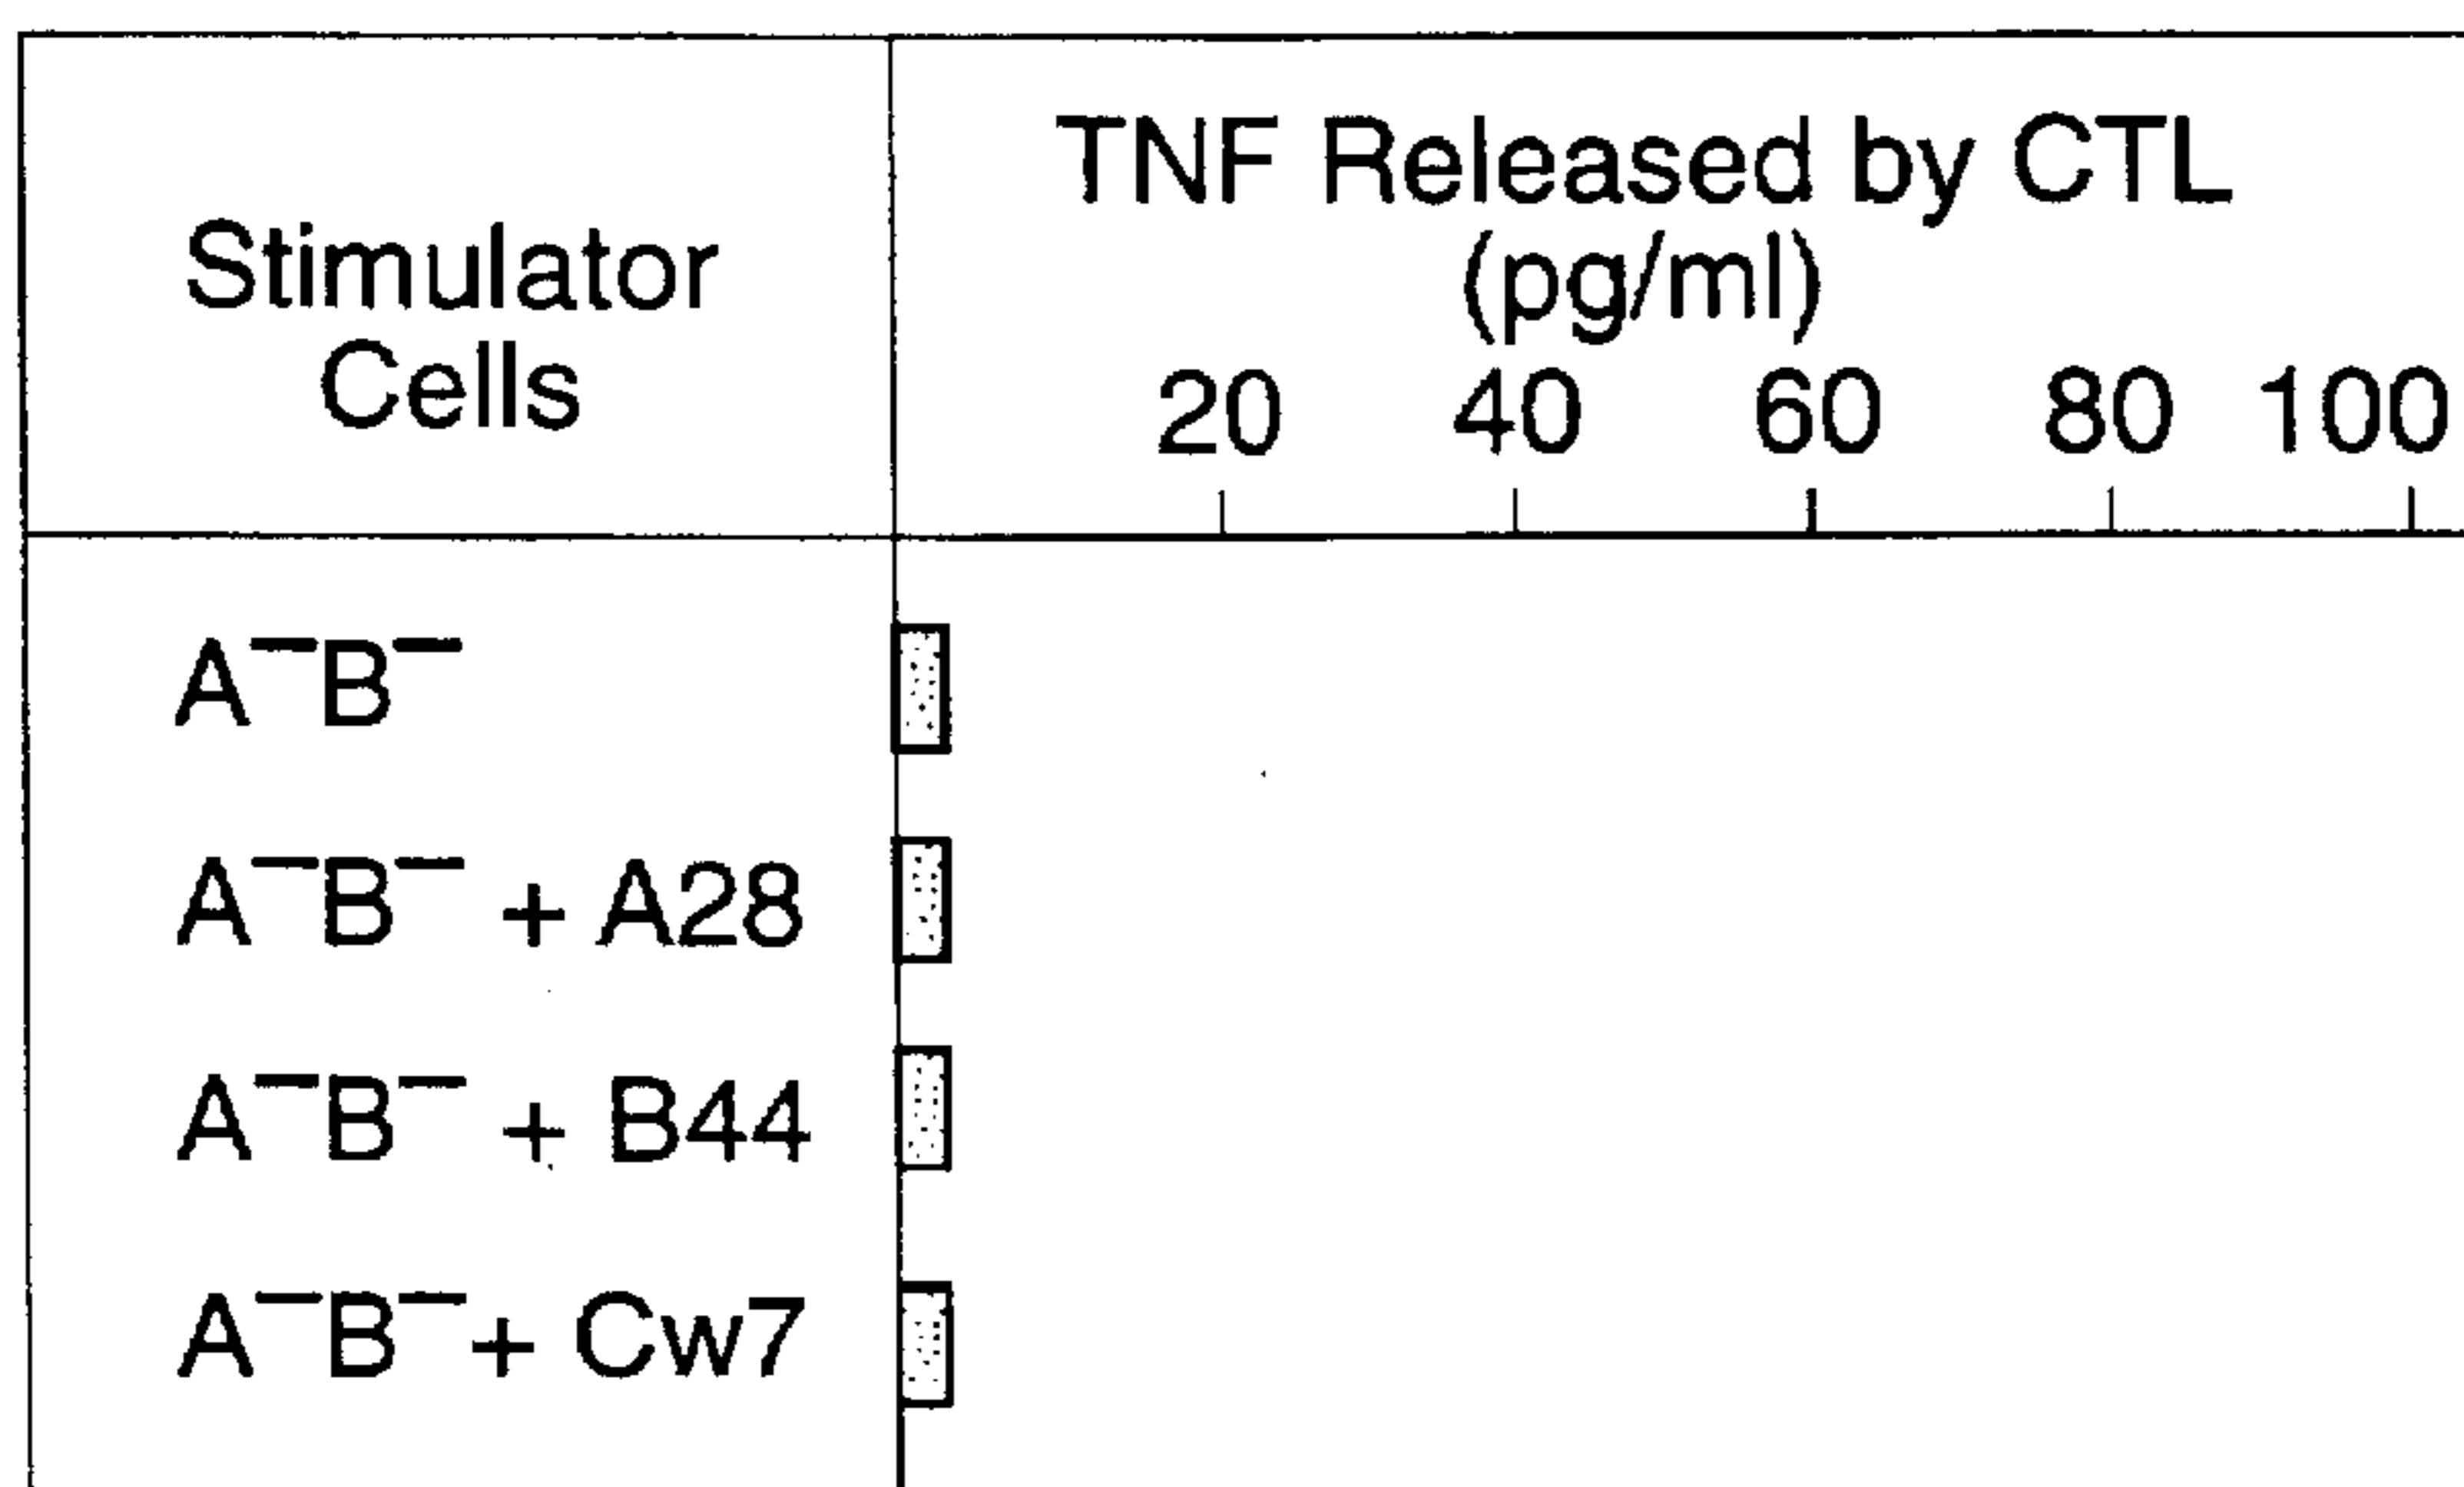 Stimulator
Cells
TNF Released by CTL
(pg/ml)
20 40 60 80 100
A⁻B⁻
A⁻B⁻ + A28
A⁻B⁻ + B44
A⁻B⁻ + Cw7